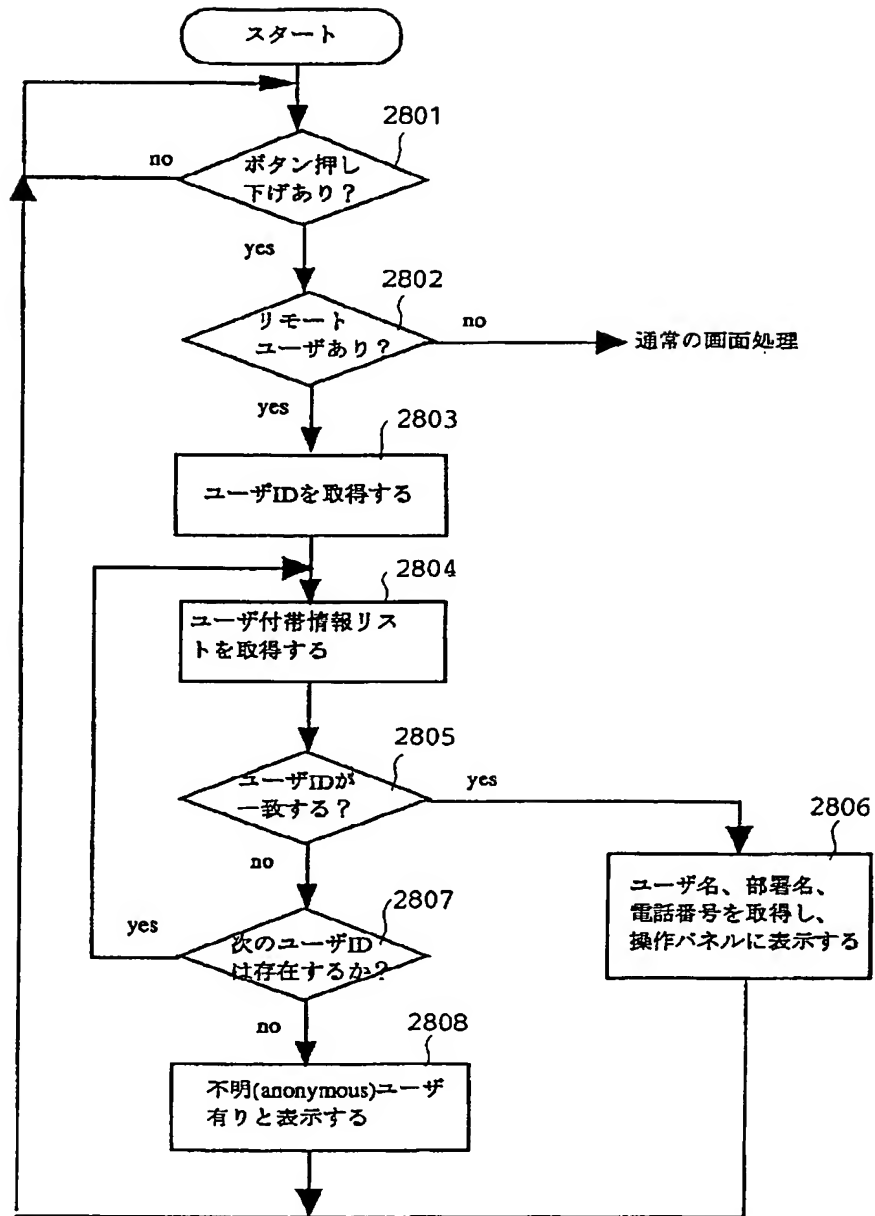 スタート
2801
no
ボタン押し
下げあり？
yes
2802
リモート
ユーザあり？
no
通常の画面処理
yes
2803
ユーザIDを取得する
2804
ユーザ付帯情報リス
トを取得する
2805
ユーザIDが
一致する？
yes
2806
no
ユーザ名、部署名、
電話番号を取得し、
操作パネルに表示する
2807
yes
次のユーザID
は存在するか？
no
2808
不明(anonymous)ユーザ
有りと表示する